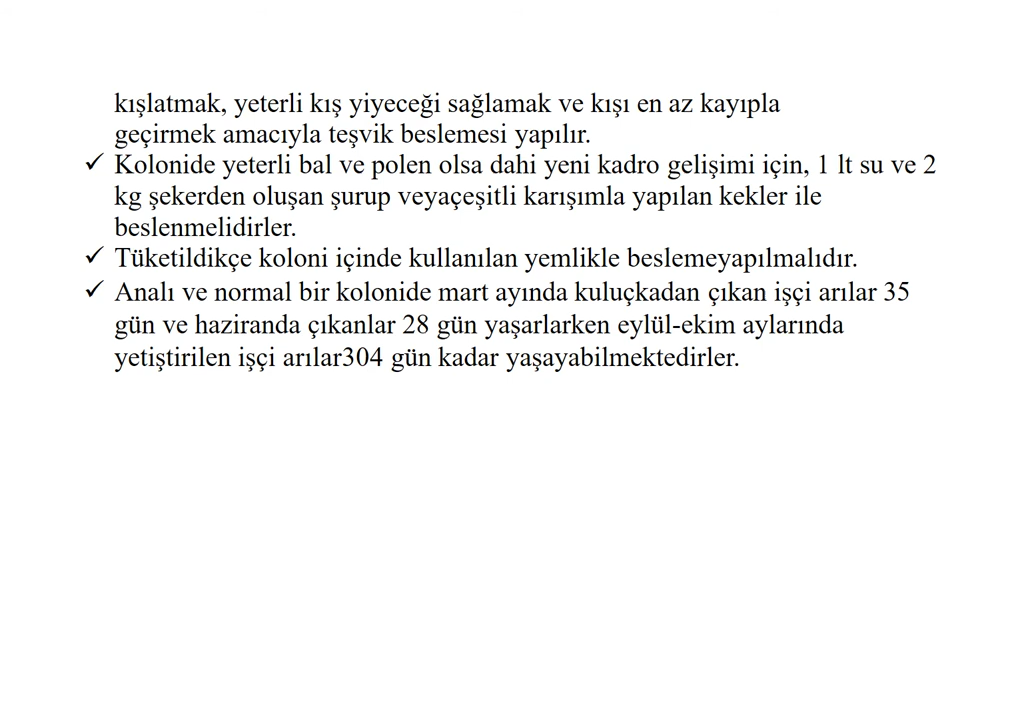 kışlatmak, yeterli kış yiyeceği sağlamak ve kışı en az kayıpla
geçirmek amacıyla teşvik beslemesi yapılır.
✓ Kolonide yeterli bal ve polen olsa dahi yeni kadro gelişimi için, 1 lt su ve 2
kg şekerden oluşan şurup veyaçeşitli karışımla yapılan kekler ile
beslenmelidirler.
✓ Tüketildikçe koloni içinde kullanılan yemlikle beslemeyapılmalıdır.
✓ Analı ve normal bir kolonide mart ayında kuluçkadan çıkan işçi arılar 35
gün ve haziranda çıkanlar 28 gün yaşarlarken eylül-ekim aylarında
yetiştirilen işçi arılar304 gün kadar yaşayabilmektedirler.